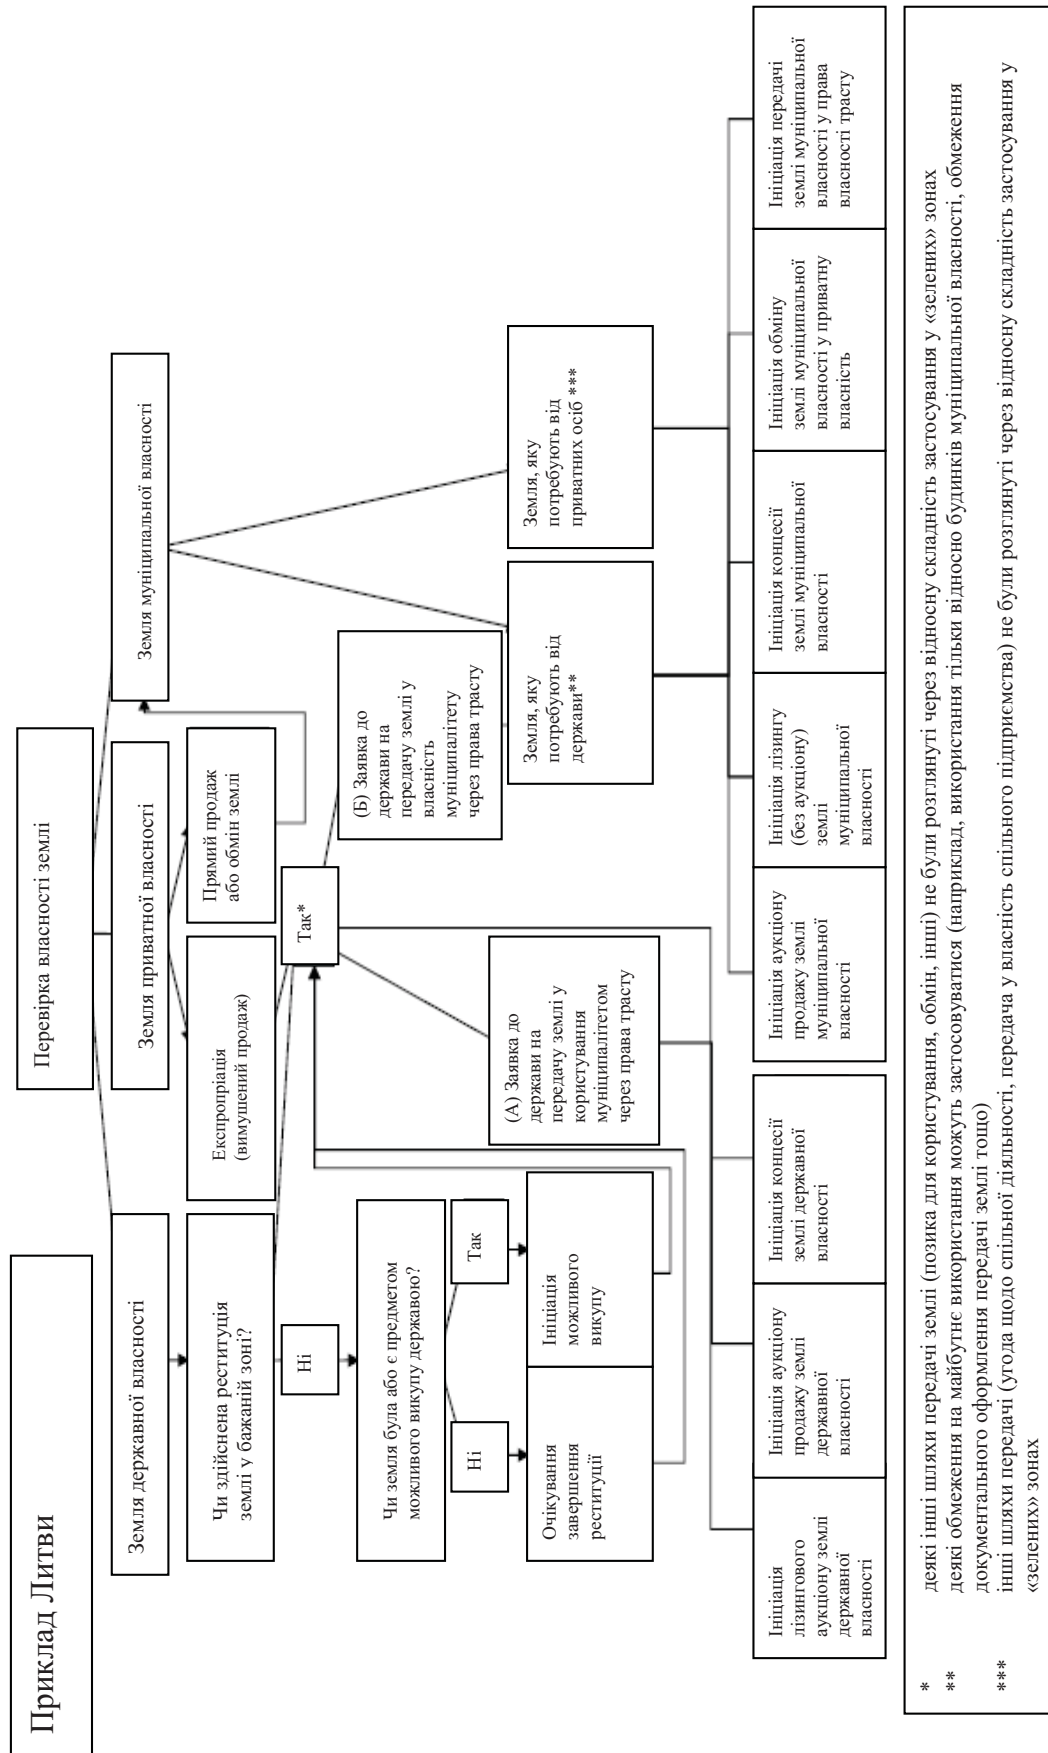 Приклад Литви
Перевірка власності землі
Земля державної власності
Земля приватної власності
Земля муніципальної власності
Чи здійснена реституція
землі у бажаній зоні?
Експропріація
(вимушений продаж)
Прямий продаж
або обмін землі
Ні
Так*
Чи земля була або є предметом
можливого викупу державою?
(Б) Заявка до
держави на
передачу землі у
власність
муніципалітету
через права трасту
Ні
Так
(А) Заявка до
держави на
передачу землі у
користування
муніципалітетом
через права трасту
Очікування
завершення
реституції
Ініціація
можливого
викупу
Земля, яку
потребують від
держави**
Земля, яку
потребують від
приватних осіб ***
Ініціація
лізингового
аукціону землі
державної
власності
Ініціація аукціону
продажу землі
державної
власності
Ініціація концесії
землі державної
власності
Ініціація аукціону
продажу землі
муніципальної
власності
Ініціація лізингу
(без аукціону)
землі
муніципальної
власності
Ініціація концесії
землі муніципальної
власності
Ініціація обміну
землі муніципальної
власності у приватну
власність
Ініціація передачі
землі муніципальної
власності у права
власності трасту
* деякі інші шляхи передачі землі (позика для користування, обмін, інші) не були розглянуті через відносну складність застосування у «зелених» зонах
** деякі обмеження на майбутнє використання можуть застосовуватися (наприклад, використання тільки відносно будинків муніципальної власності, обмеження
документального оформлення передачі землі тощо)
*** інші шляхи передачі (угода щодо спільної діяльності, передача у власність спільного підприємства) не були розглянуті через відносну складність застосування у
«зелених» зонах